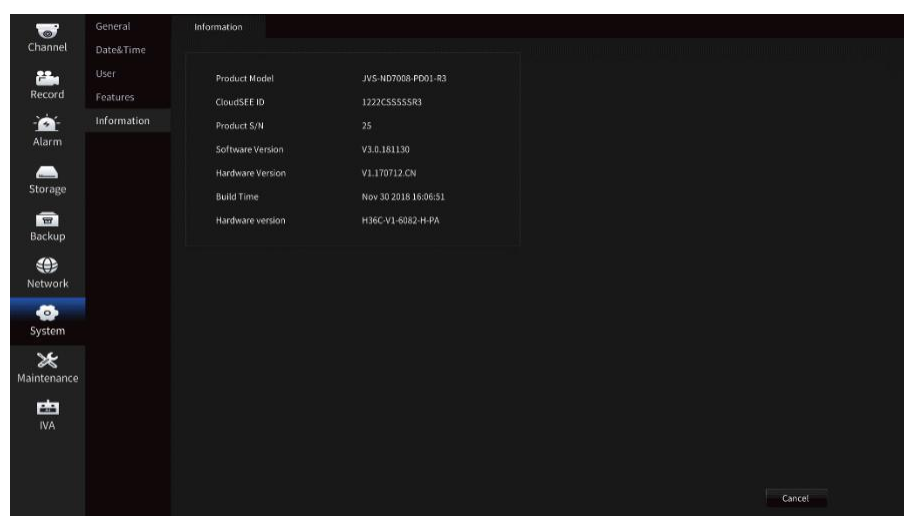 Channel
Record
Alarm
Storage
Backup
Network
System
Maintenance
IVA
General
Date&Time
User
Features
Information
Information
Product Model JVS-ND7008-PD01-R3
CloudSEE ID 1222CSSSSSR3
Product S/N 25
Software Version V3.0.181130
Hardware Version V1.170712.CN
Build Time Nov 30 2018 16:06:51
Hardware version H36C-V1-6082-H-PA
Cancel